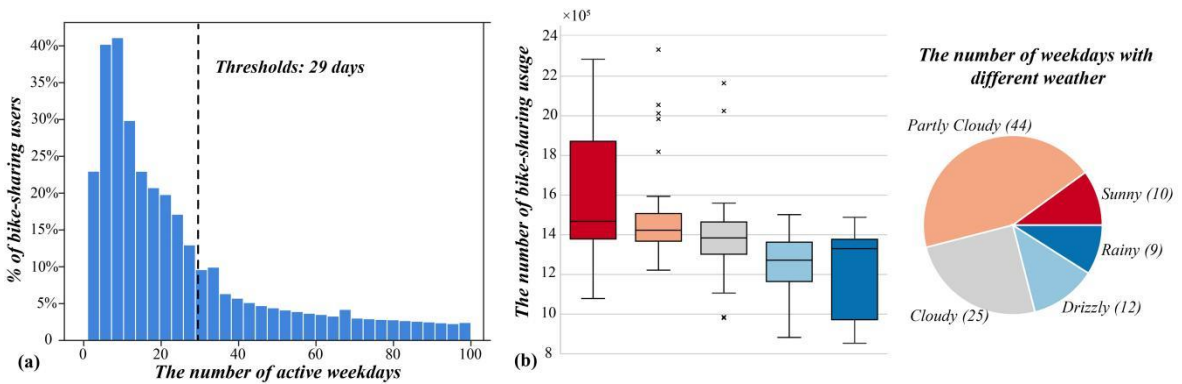 % of bike-sharing users
40%
35%
30%
25%
20%
15%
10%
5%
0
Thresholds: 29 days
0 20 40 60 80 100
The number of active weekdays
(a)
×10⁵
The number of bike-sharing usage
24
22
20
18
16
14
12
10
8
(b)
The number of weekdays with
different weather
Partly Cloudy (44)
Sunny (10)
Rainy (9)
Drizzly (12)
Cloudy (25)